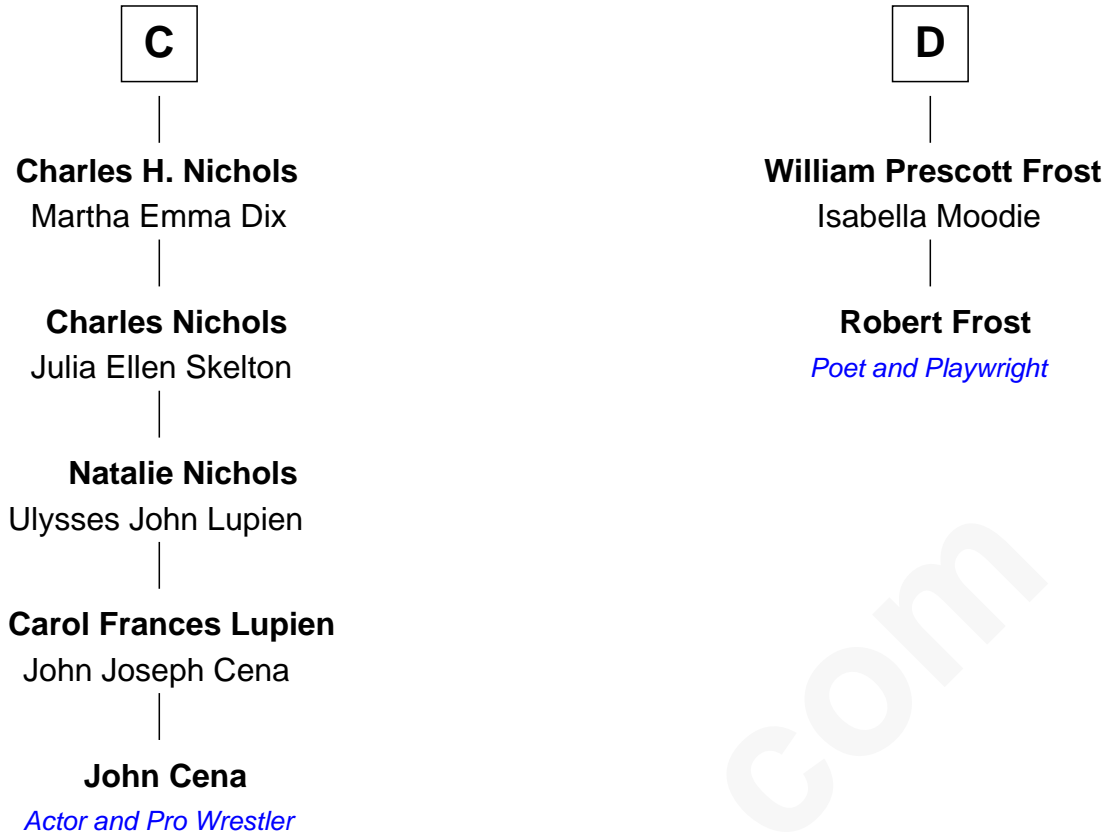 C
Charles H. Nichols
Martha Emma Dix
Charles Nichols
Julia Ellen Skelton
Natalie Nichols
Ulysses John Lupien
Carol Frances Lupien
John Joseph Cena
John Cena
Actor and Pro Wrestler
D
William Prescott Frost
Isabella Moodie
Robert Frost
Poet and Playwright
com